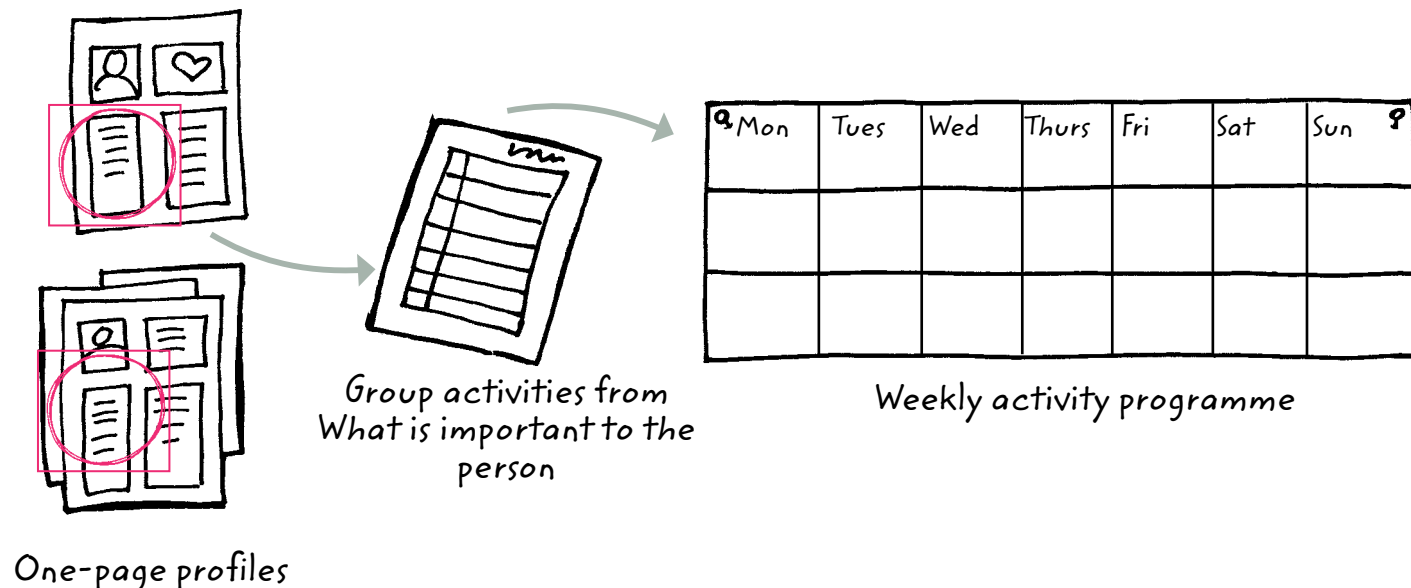 Mon Tues Wed Thurs Fri Sat Sun
Group activities from
What is important to the
person
Weekly activity programme
One-page profiles